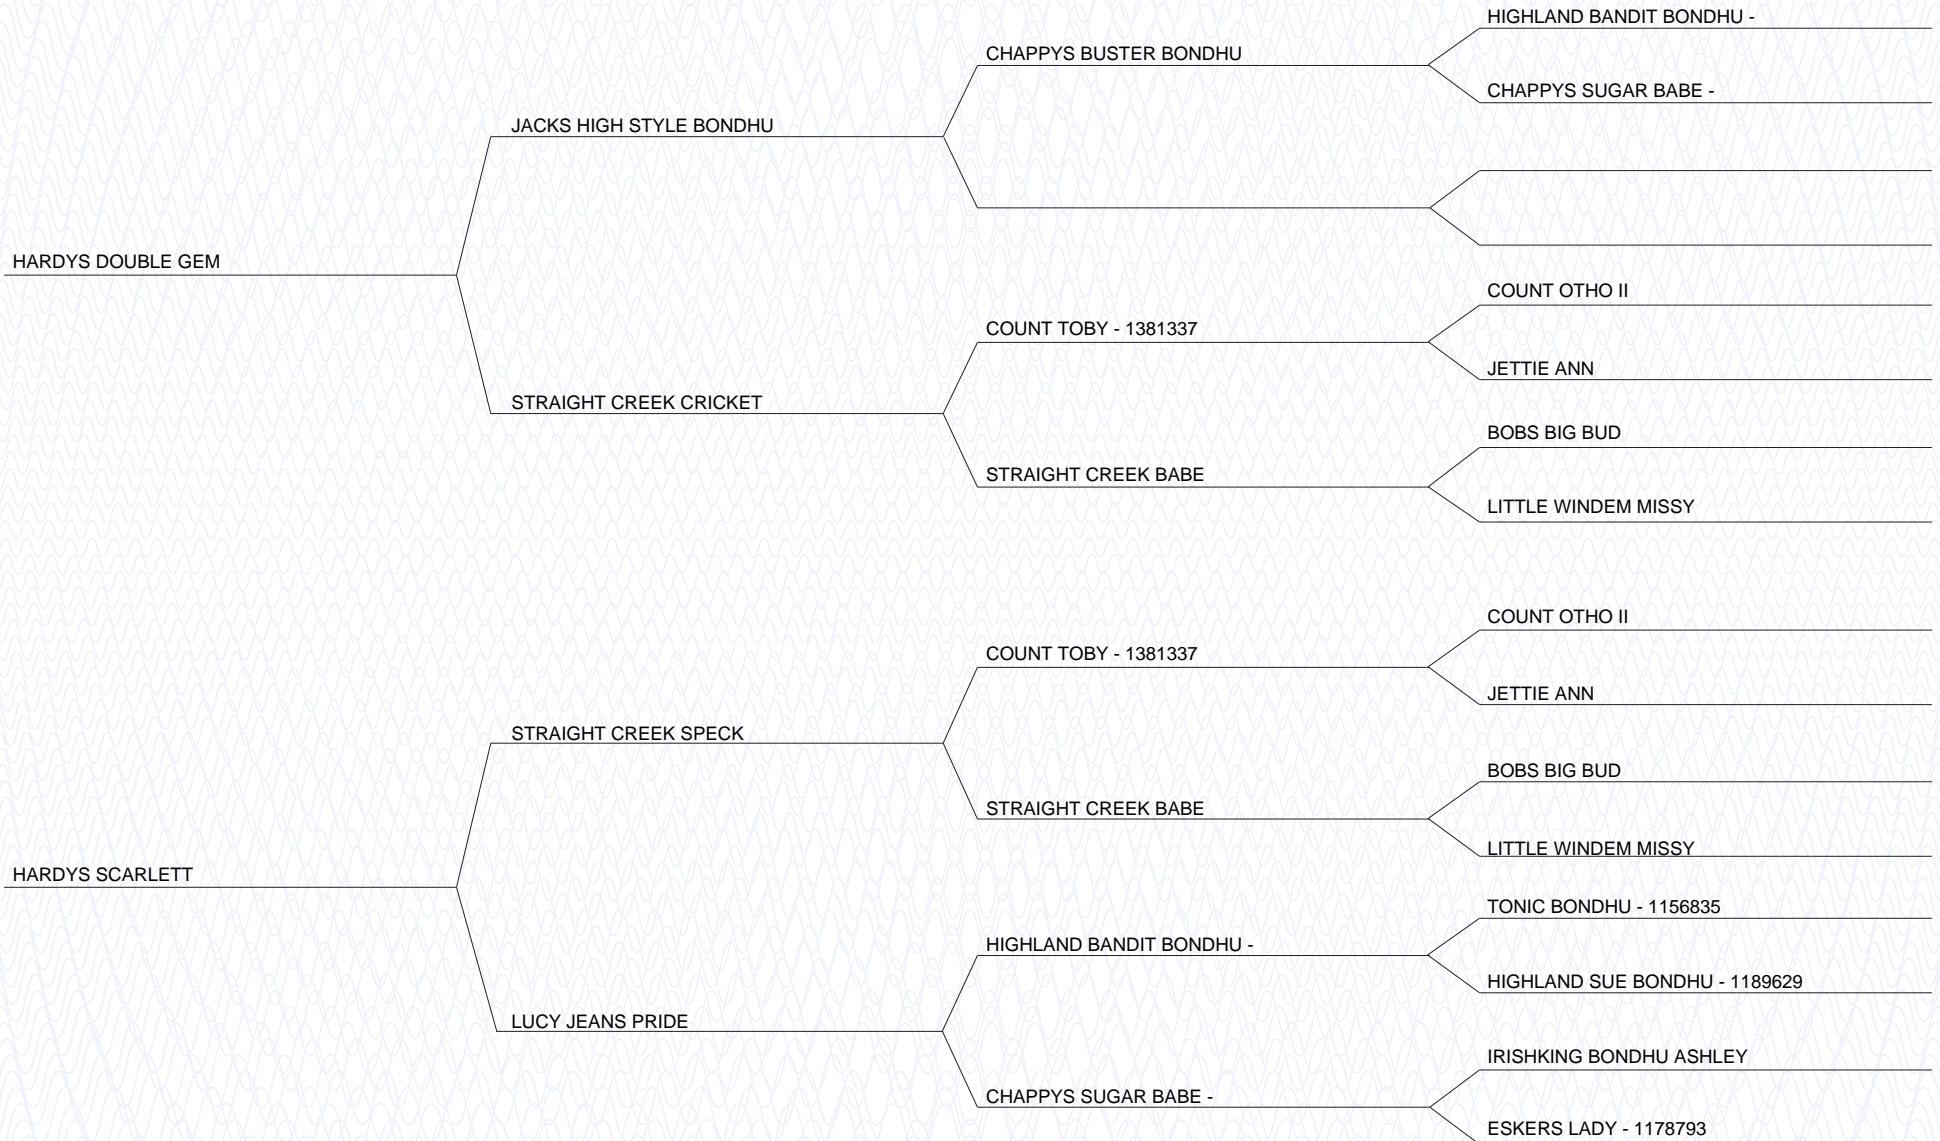 HIGHLAND BANDIT BONDHU -
CHAPPYS BUSTER BONDHU
CHAPPYS SUGAR BABE -
JACKS HIGH STYLE BONDHU
HARDYS DOUBLE GEM
COUNT OTHO II
COUNT TOBY - 1381337
JETTIE ANN
STRAIGHT CREEK CRICKET
BOBS BIG BUD
STRAIGHT CREEK BABE
LITTLE WINDEM MISSY
COUNT OTHO II
COUNT TOBY - 1381337
JETTIE ANN
STRAIGHT CREEK SPECK
BOBS BIG BUD
STRAIGHT CREEK BABE
LITTLE WINDEM MISSY
HARDYS SCARLETT
TONIC BONDHU - 1156835
HIGHLAND BANDIT BONDHU -
HIGHLAND SUE BONDHU - 1189629
LUCY JEANS PRIDE
IRISHKING BONDHU ASHLEY
CHAPPYS SUGAR BABE -
ESKERS LADY - 1178793